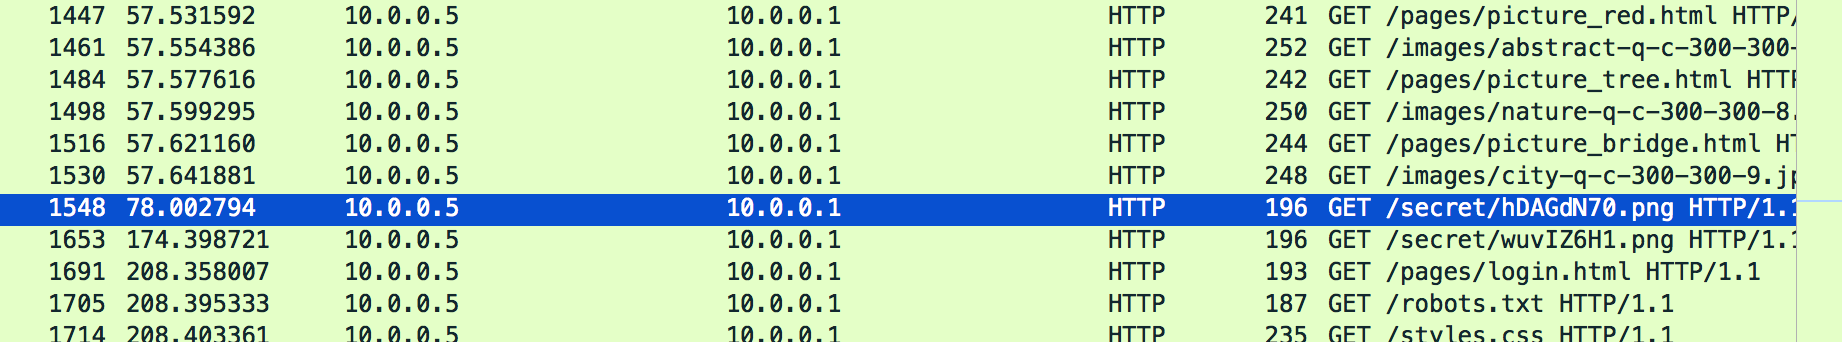 1447 57.531592 10.0.0.5 10.0.0.1 HTTP 241 GET /pages/picture_red.html HTTP/
1461 57.554386 10.0.0.5 10.0.0.1 HTTP 252 GET /images/abstract-q-c-300-300-
1484 57.577616 10.0.0.5 10.0.0.1 HTTP 242 GET /pages/picture_tree.html HTTP
1498 57.599295 10.0.0.5 10.0.0.1 HTTP 250 GET /images/nature-q-c-300-300-8.
1516 57.621160 10.0.0.5 10.0.0.1 HTTP 244 GET /pages/picture_bridge.html HT
1530 57.641881 10.0.0.5 10.0.0.1 HTTP 248 GET /images/city-q-c-300-300-9.jp
1548 78.002794 10.0.0.5 10.0.0.1 HTTP 196 GET /secret/hDAGdN70.png HTTP/1.1
1653 174.398721 10.0.0.5 10.0.0.1 HTTP 196 GET /secret/wuvIZ6H1.png HTTP/1.1
1691 208.358007 10.0.0.5 10.0.0.1 HTTP 193 GET /pages/login.html HTTP/1.1
1705 208.395333 10.0.0.5 10.0.0.1 HTTP 187 GET /robots.txt HTTP/1.1
1714 208.403361 10.0.0.5 10.0.0.1 HTTP 235 GET /styles.css HTTP/1.1